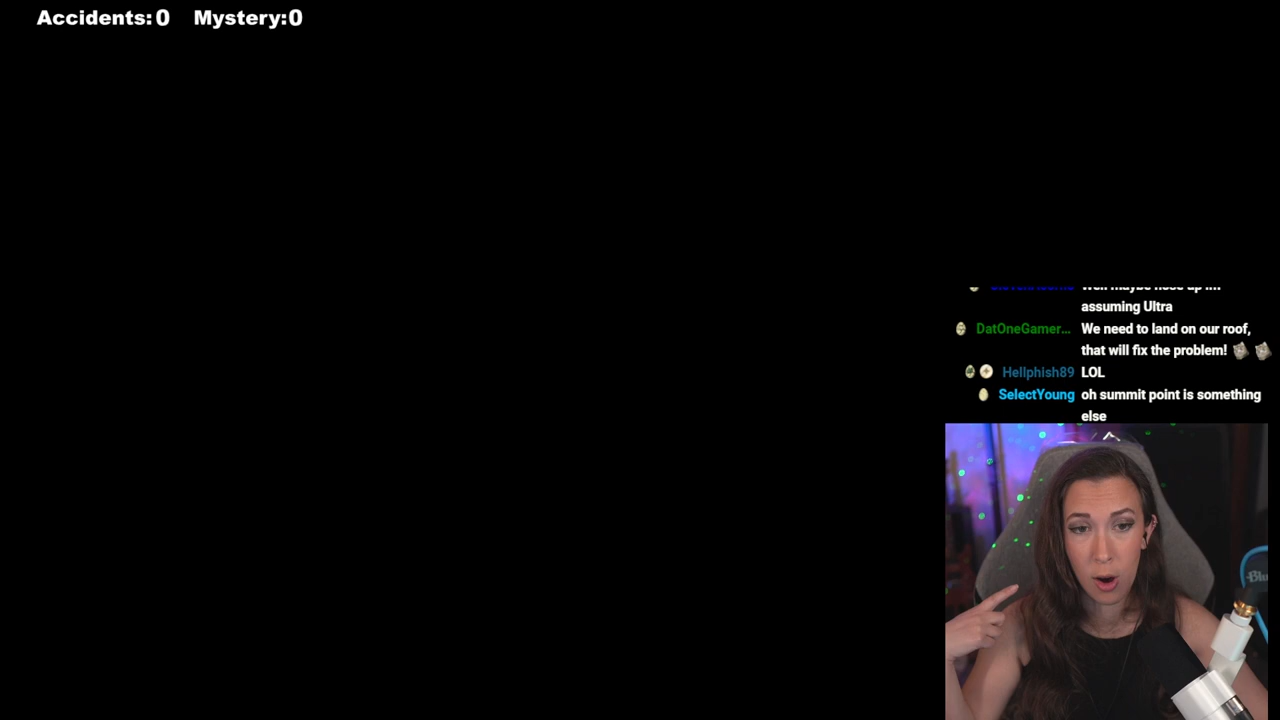 Accidents: 0 Mystery: 0
assuming Ultra
DatOneGamer... We need to land on our roof,
that will fix the problem!
Hellphish89 LOL
SelectYoung oh summit point is something
else
Blu